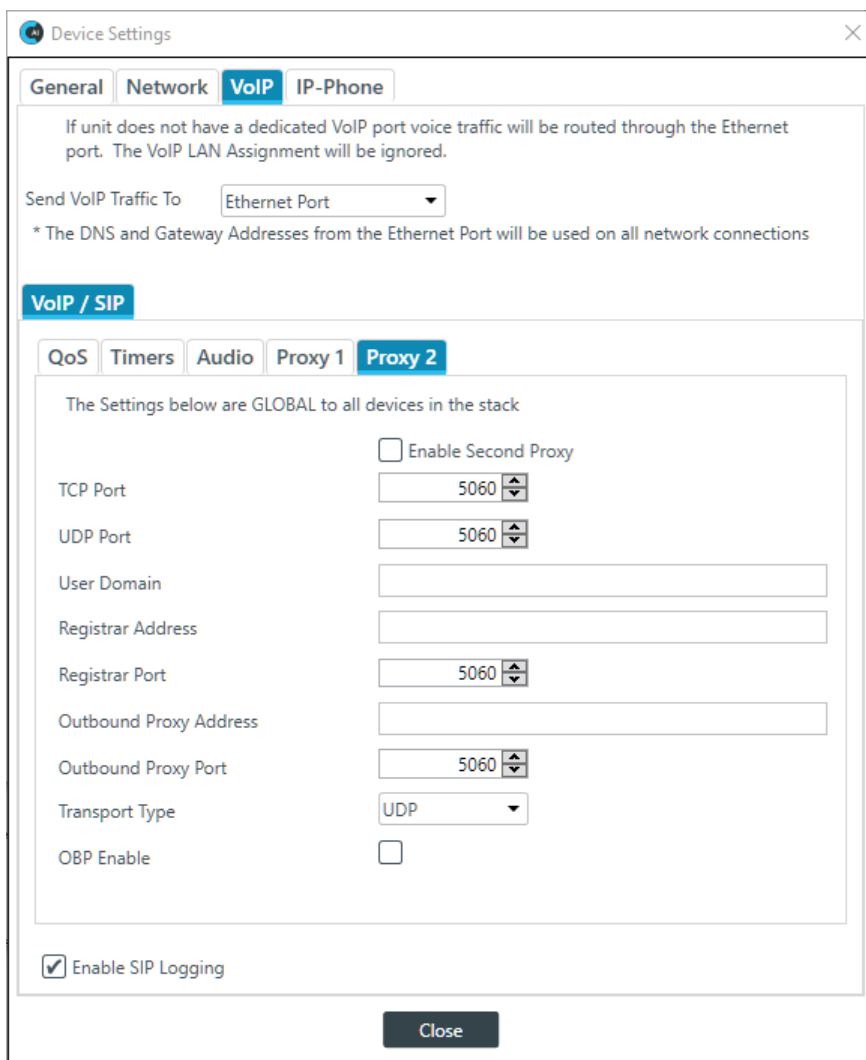 Device Settings
General Network VoIP IP-Phone
If unit does not have a dedicated VoIP port voice traffic will be routed through the Ethernet
port. The VoIP LAN Assignment will be ignored.
Send VoIP Traffic To Ethernet Port
* The DNS and Gateway Addresses from the Ethernet Port will be used on all network connections
VoIP / SIP
QoS Timers Audio Proxy 1 Proxy 2
The Settings below are GLOBAL to all devices in the stack
Enable Second Proxy
TCP Port 5060
UDP Port 5060
User Domain
Registrar Address
Registrar Port 5060
Outbound Proxy Address
Outbound Proxy Port 5060
Transport Type UDP
OBP Enable
Enable SIP Logging
Close